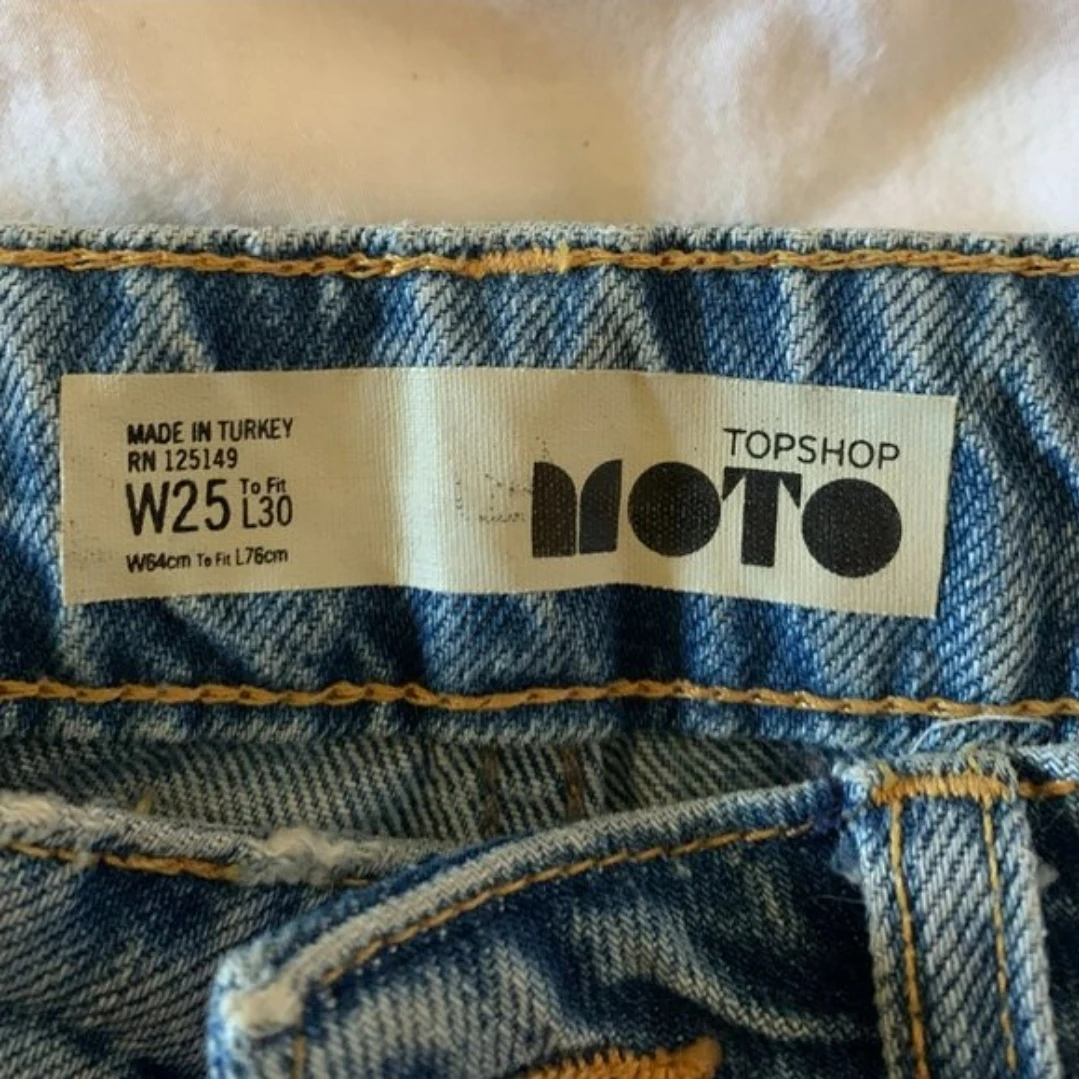 MADE IN TURKEY
RN 125149
W25 To Fit L30
W64cm To Fit L76cm
TOPSHOP
MOTO